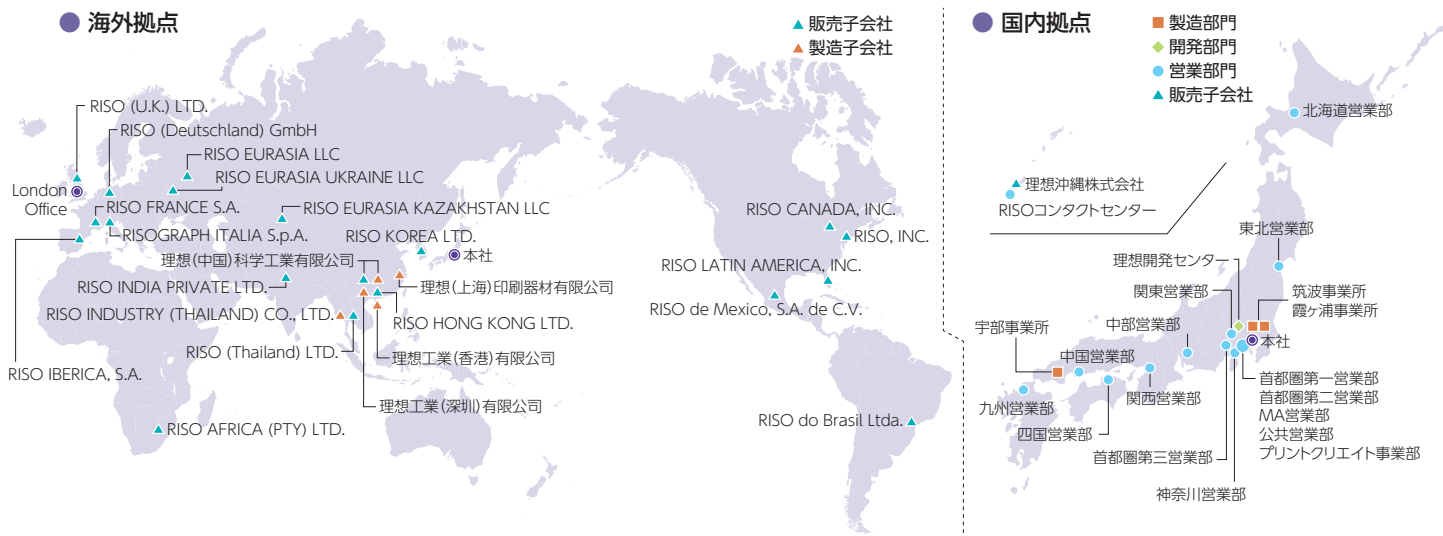 海外拠点
販売子会社
製造子会社
RISO (U.K.) LTD.
RISO (Deutschland) GmbH
RISO EURASIA LLC
RISO EURASIA UKRAINE LLC
London
Office
RISO FRANCE S.A.
RISO EURASIA KAZAKHSTAN LLC
RISOGRAPH ITALIA S.p.A.
RISO KOREA LTD.
本社
理想(中国)科学工業有限公司
RISO INDIA PRIVATE LTD.
理想(上海)印刷器材有限公司
RISO INDUSTRY (THAILAND) CO., LTD.
RISO HONG KONG LTD.
RISO (Thailand) LTD.
理想工業(香港)有限公司
RISO IBERICA, S.A.
理想工業(深圳)有限公司
RISO AFRICA (PTY) LTD.
RISO CANADA, INC.
RISO, INC.
RISO LATIN AMERICA, INC.
RISO de Mexico, S.A. de C.V.
RISO do Brasil Ltda.
国内拠点
製造部門
開発部門
営業部門
販売子会社
北海道営業部
理想沖縄株式会社
RISOコンタクトセンター
東北営業部
理想開発センター
関東営業部
筑波事業所
霞ヶ浦事業所
中部営業部
宇部事業所
本社
中国営業部
首都圏第一営業部
首都圏第二営業部
MA営業部
公共営業部
プリントクリエイト事業部
関西営業部
九州営業部
四国営業部
首都圏第三営業部
神奈川営業部